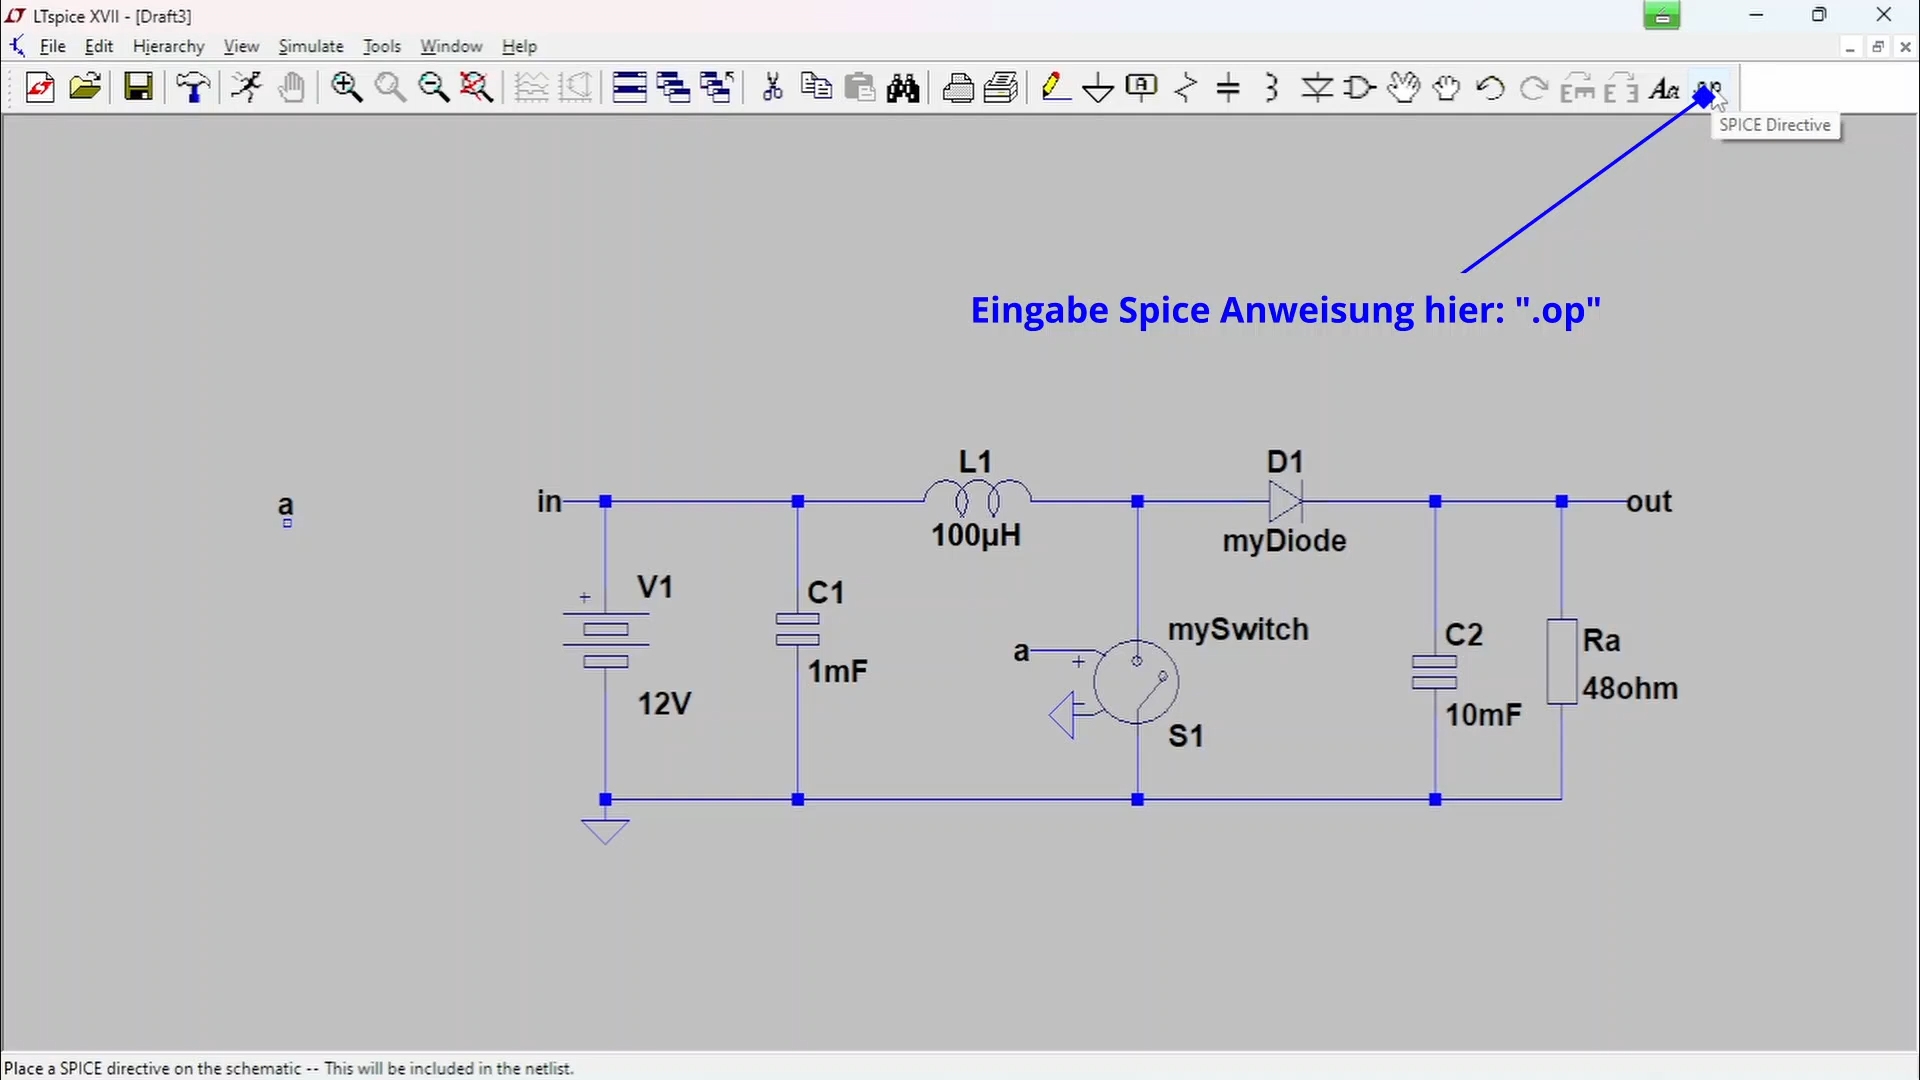 LTspice XVII - [Draft3]
File Edit Hierarchy View Simulate Tools Window Help
Aa
SPICE Directive
Eingabe Spice Anweisung hier: ".op"
L1
D1
a
in
out
100µH
myDiode
V1
C1
+
mySwitch
C2
Ra
a
+
1mF
48ohm
12V
10mF
S1
Place a SPICE directive on the schematic -- This will be included in the netlist.